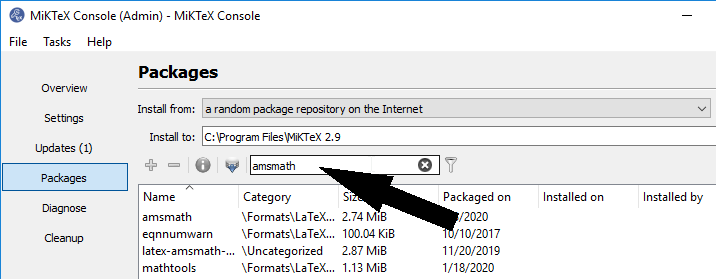 MiKTeX Console (Admin) - MiKTeX Console
File Tasks
Overview
Settings
Updates (1)
Packages
Diagnose
Cleanup
Packages
Install from: a random package repository on the Internet
Install to: C:\Program Files\MiKTeX 2.9
amsmath
Name Category Packaged on Installed on Installed by
amsmath \Formats\LaTeX... 2.74 MiB /2020
eqnnumwarn \Formats\LaTeX... 100.04 KiB 10/10/2017
latex-amsmath-... \Uncategorized 2.87 MiB 11/20/2019
mathtools \Formats\LaTeX... 1.13 MiB 1/18/2020